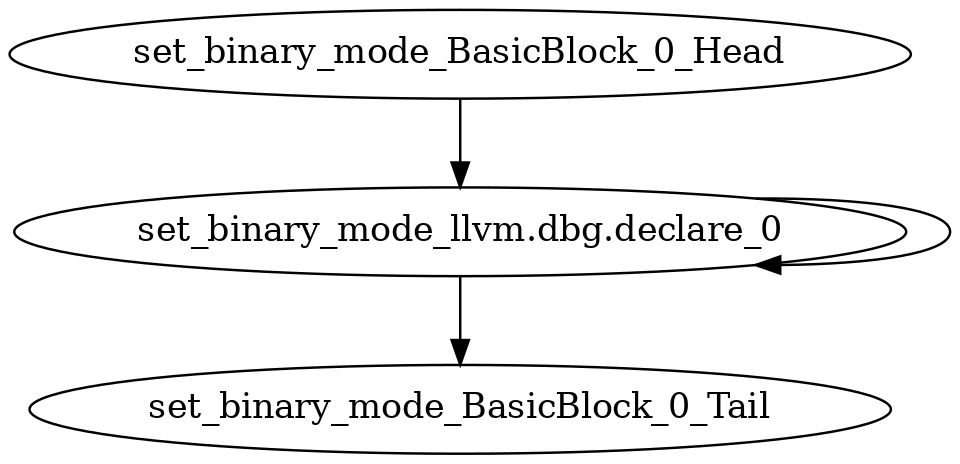 set_binary_mode_BasicBlock_0_Head
set_binary_mode_llvm.dbg.declare_0
set_binary_mode_BasicBlock_0_Tail